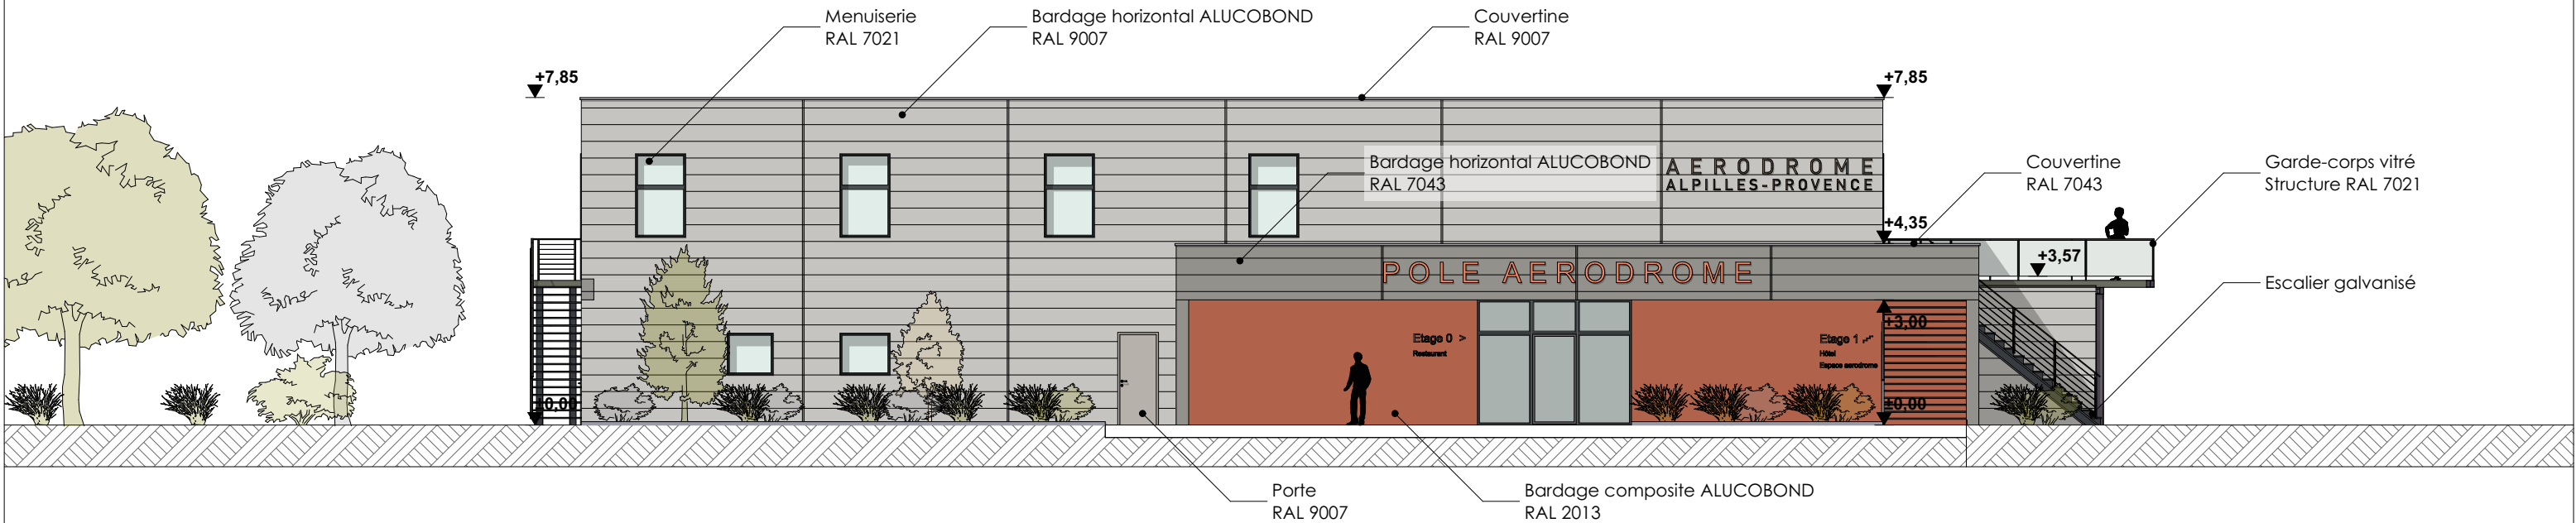 Menuiserie
RAL 7021
Bardage horizontal ALUCOBOND
RAL 9007
Couvertine
RAL 9007
+7,85
+7,85
Bardage horizontal ALUCOBOND
RAL 7043
AERODROME
ALPILLES-PROVENCE
Couvertine
RAL 7043
Garde-corps vitré
Structure RAL 7021
+4,35
+3,57
POLE AERODROME
Escalier galvanisé
+3,00
Etage 0 >
Restaurant
Etage 1
Hôtel
Espace aerodrome
±0,00
±0,00
Porte
RAL 9007
Bardage composite ALUCOBOND
RAL 2013